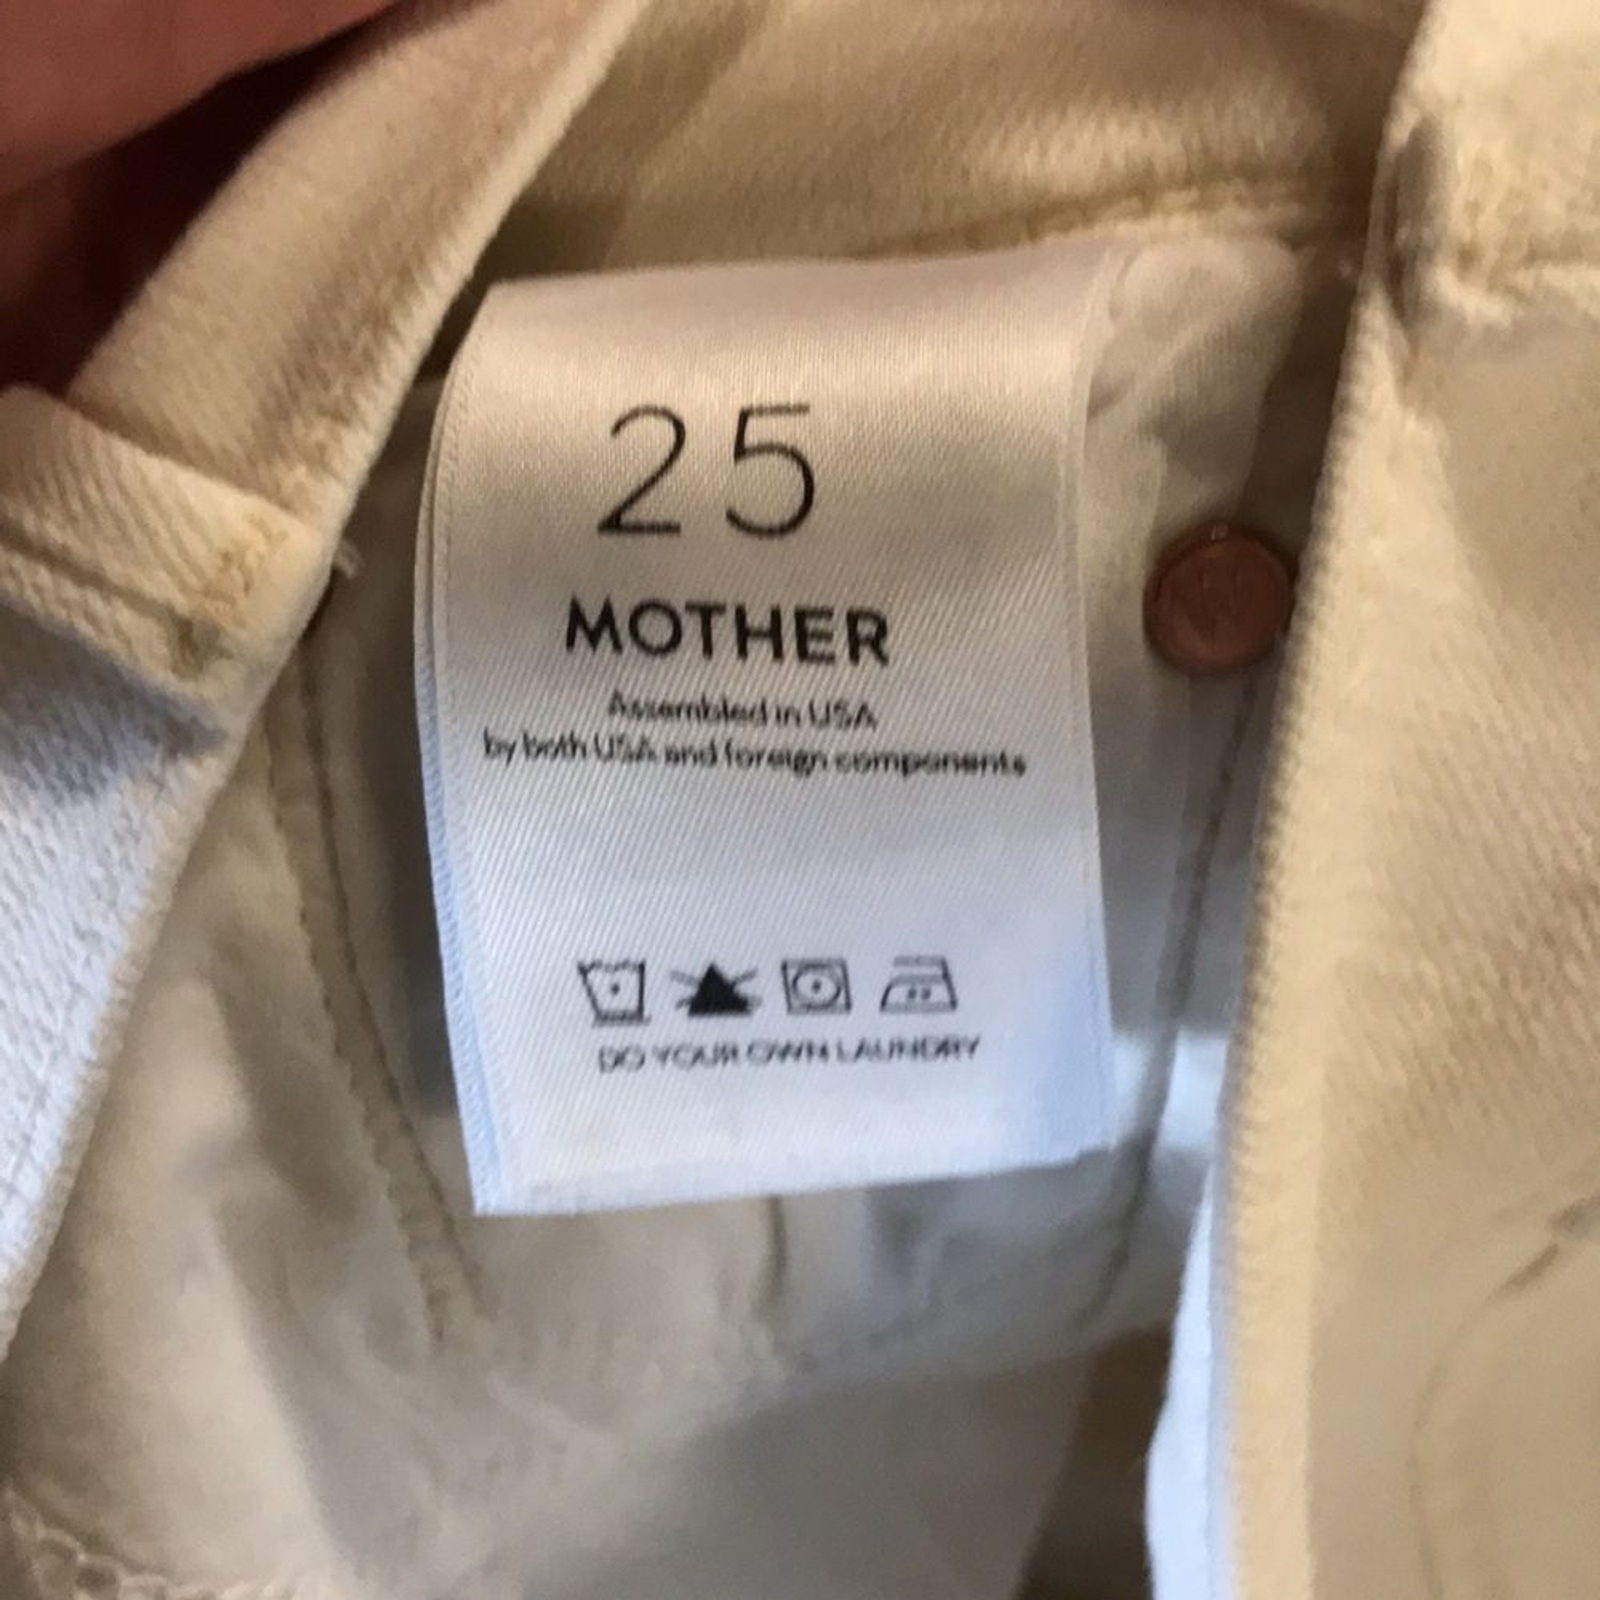 25
MOTHER
Assembled in USA
by both USA and foreign components
DO YOUR OWN LAUNDRY